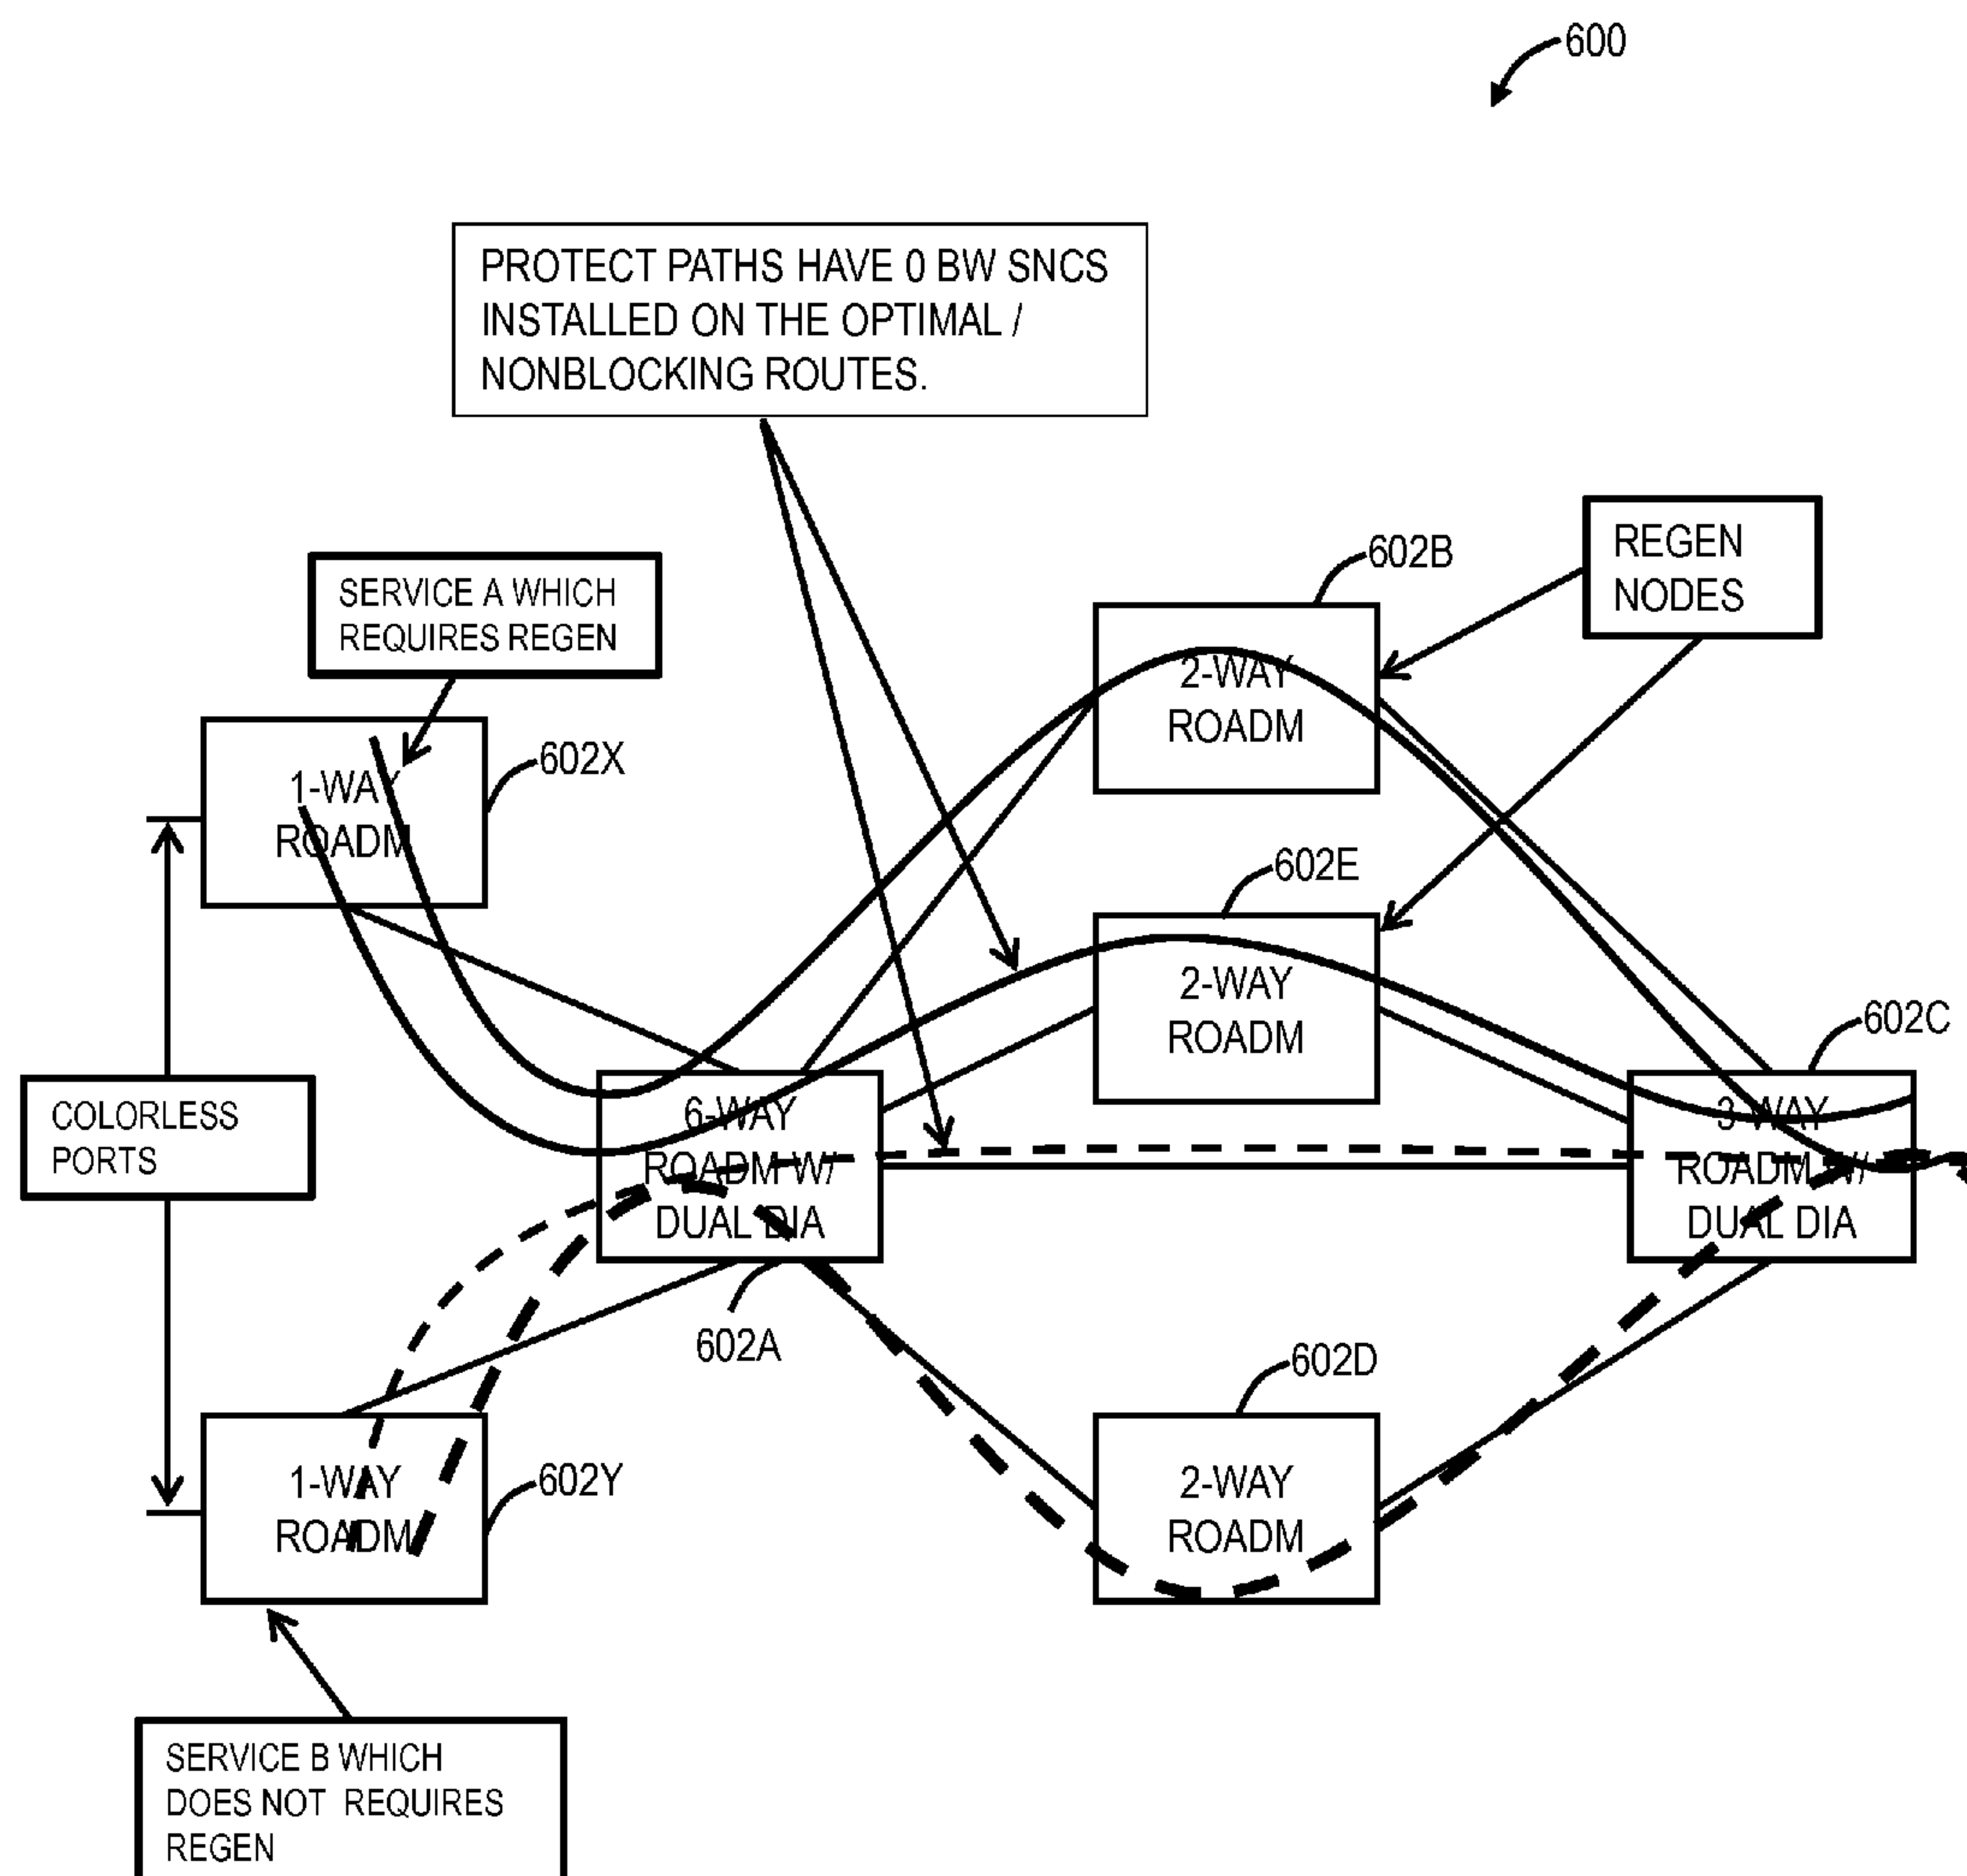 600
PROTECT PATHS HAVE 0 BW SNCS
INSTALLED ON THE OPTIMAL /
NONBLOCKING ROUTES.
602B
REGEN
NODES
SERVICE A WHICH
REQUIRES REGEN
2-WAY
ROADM
602X
1-WAY
ROADM
602E
2-WAY
ROADM
602C
COLORLESS
PORTS
6-WAY
ROADM W/
DUAL DIA
3-WAY
ROADM W/
DUAL DIA
602A
602D
1-WAY
ROADM
602Y
2-WAY
ROADM
SERVICE B WHICH
DOES NOT REQUIRES
REGEN